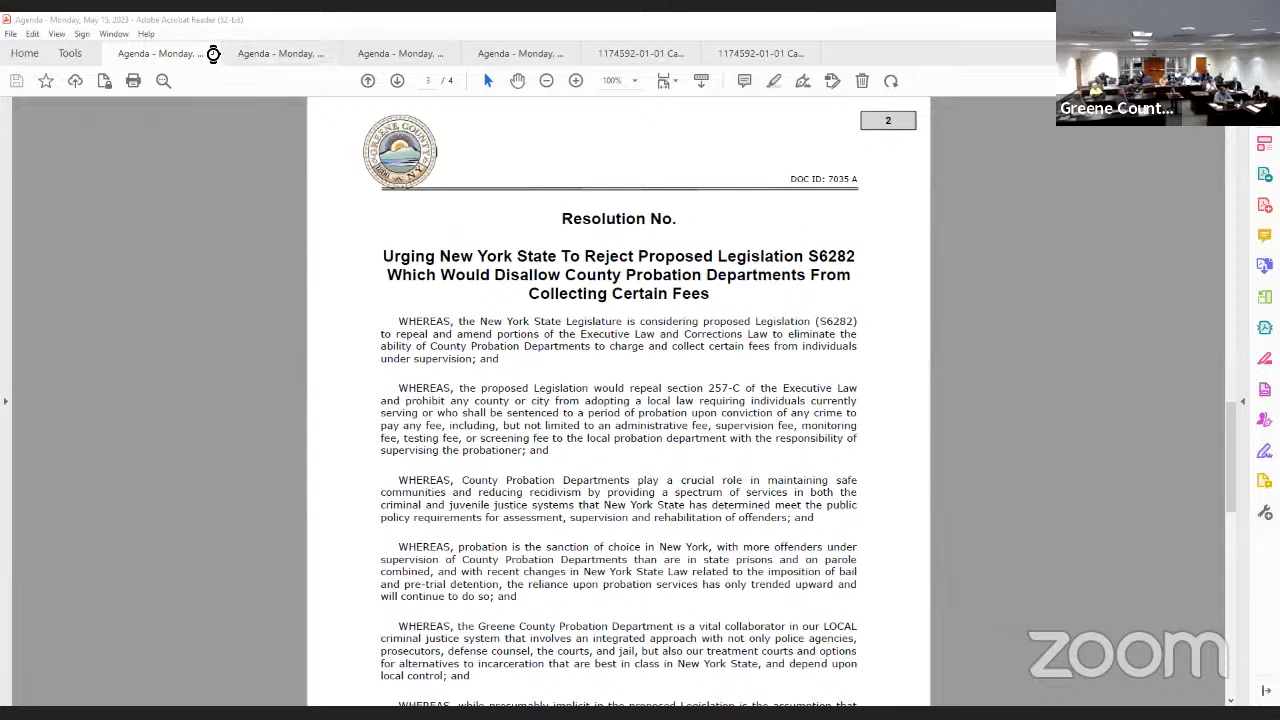 Agenda - Monday, May 15, 2023 - Adobe Acrobat Reader (32-bit)
File Edit View Sign Window Help
Home Tools Agenda - Monday, ... Agenda - Monday, ... Agenda - Monday, ... Agenda - Monday, ... 1174592-01-01 Ca... 1174592-01-01 Ca...
3 / 4 100%
Greene Count...
2
GREENE COUNTY
1800 N.Y.
DOC ID: 7035 A
Resolution No.
Urging New York State To Reject Proposed Legislation S6282
Which Would Disallow County Probation Departments From
Collecting Certain Fees
WHEREAS, the New York State Legislature is considering proposed Legislation (S6282)
to repeal and amend portions of the Executive Law and Corrections Law to eliminate the
ability of County Probation Departments to charge and collect certain fees from individuals
under supervision; and
WHEREAS, the proposed Legislation would repeal section 257-C of the Executive Law
and prohibit any county or city from adopting a local law requiring individuals currently
serving or who shall be sentenced to a period of probation upon conviction of any crime to
pay any fee, including, but not limited to an administrative fee, supervision fee, monitoring
fee, testing fee, or screening fee to the local probation department with the responsibility of
supervising the probationer; and
WHEREAS, County Probation Departments play a crucial role in maintaining safe
communities and reducing recidivism by providing a spectrum of services in both the
criminal and juvenile justice systems that New York State has determined meet the public
policy requirements for assessment, supervision and rehabilitation of offenders; and
WHEREAS, probation is the sanction of choice in New York, with more offenders under
supervision of County Probation Departments than are in state prisons and on parole
combined, and with recent changes in New York State Law related to the imposition of bail
and pre-trial detention, the reliance upon probation services has only trended upward and
will continue to do so; and
WHEREAS, the Greene County Probation Department is a vital collaborator in our LOCAL
criminal justice system that involves an integrated approach with not only police agencies,
prosecutors, defense counsel, the courts, and jail, but also our treatment courts and options
for alternatives to incarceration that are best in class in New York State, and depend upon
local control; and
WHEREAS, while presumably implicit in the proposed Legislation is the assumption that
zoom